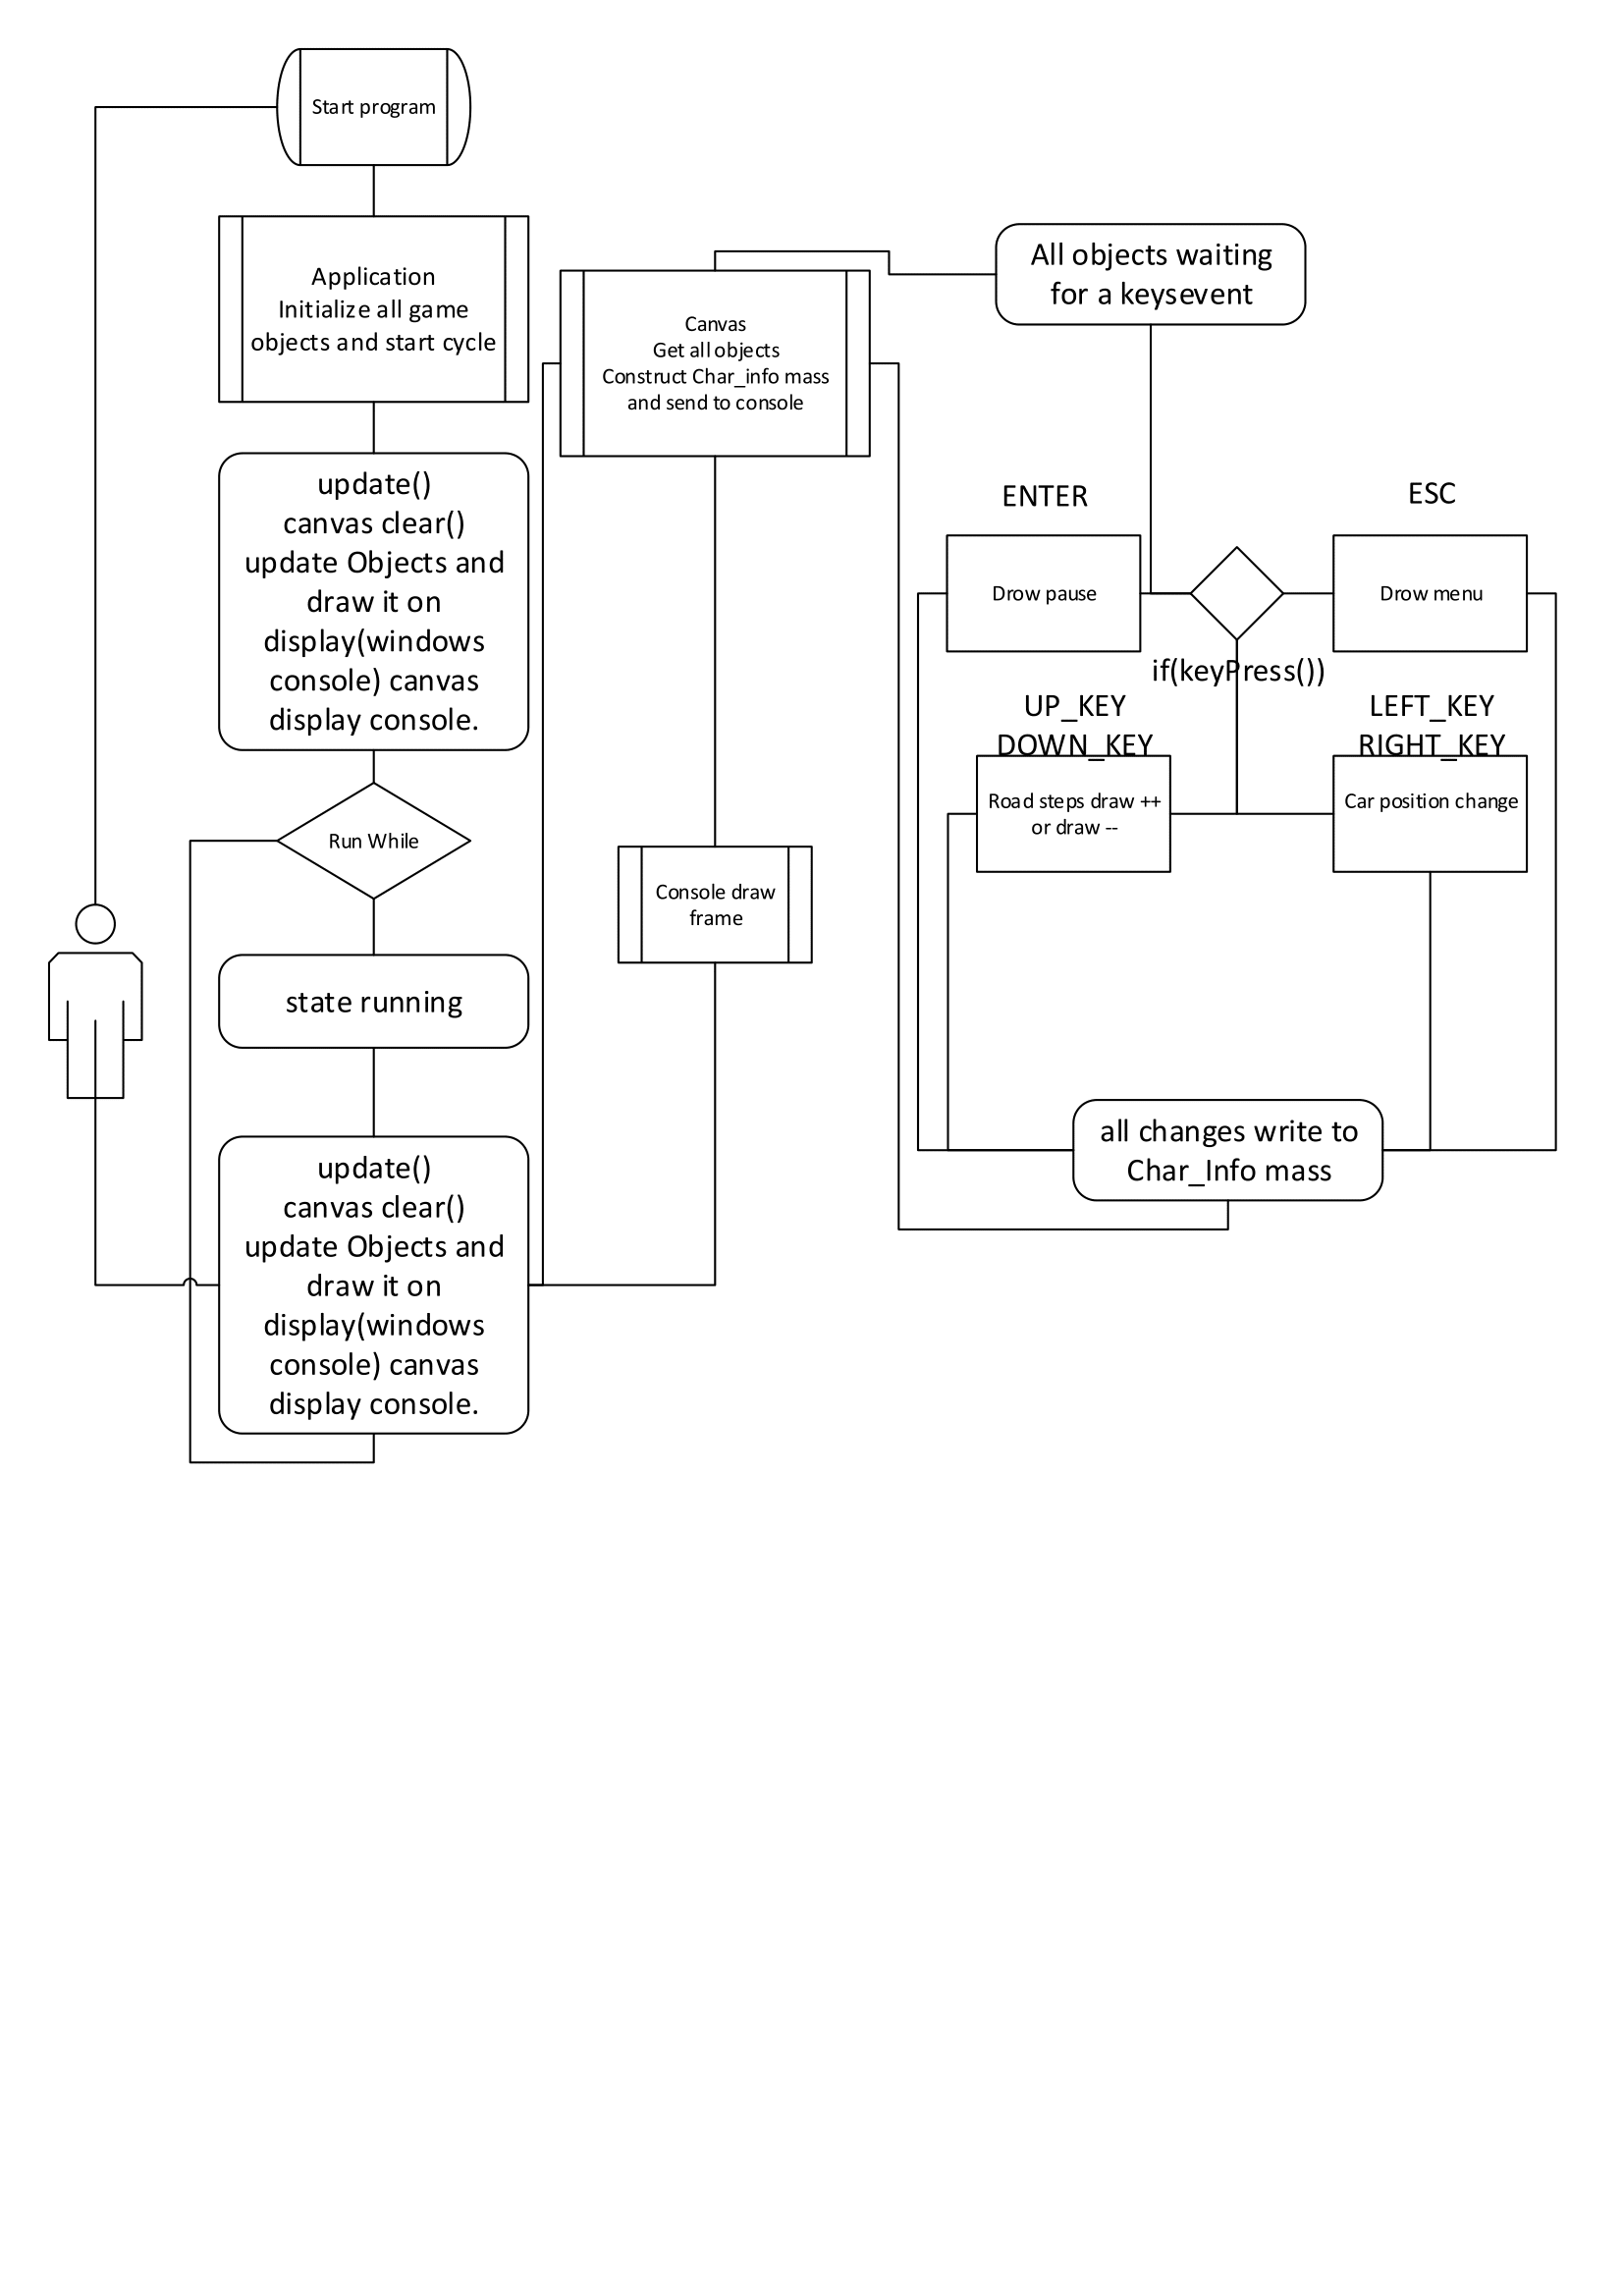 Start program
Application
Initialize all game
objects and start cycle
update()
canvas clear()
update Objects and
draw it on
display(windows
console) canvas
display console.
Run While
state running
update()
canvas clear()
update Objects and
draw it on
display(windows
console) canvas
display console.
Canvas
Get all objects
Construct Char_info mass
and send to console
Console draw
frame
All objects waiting
for a keysevent
ENTER
Drow pause
ESC
Drow menu
if(keyPress())
UP_KEY
DOWN_KEY
Road steps draw ++
or draw --
LEFT_KEY
RIGHT_KEY
Car position change
all changes write to
Char_Info mass